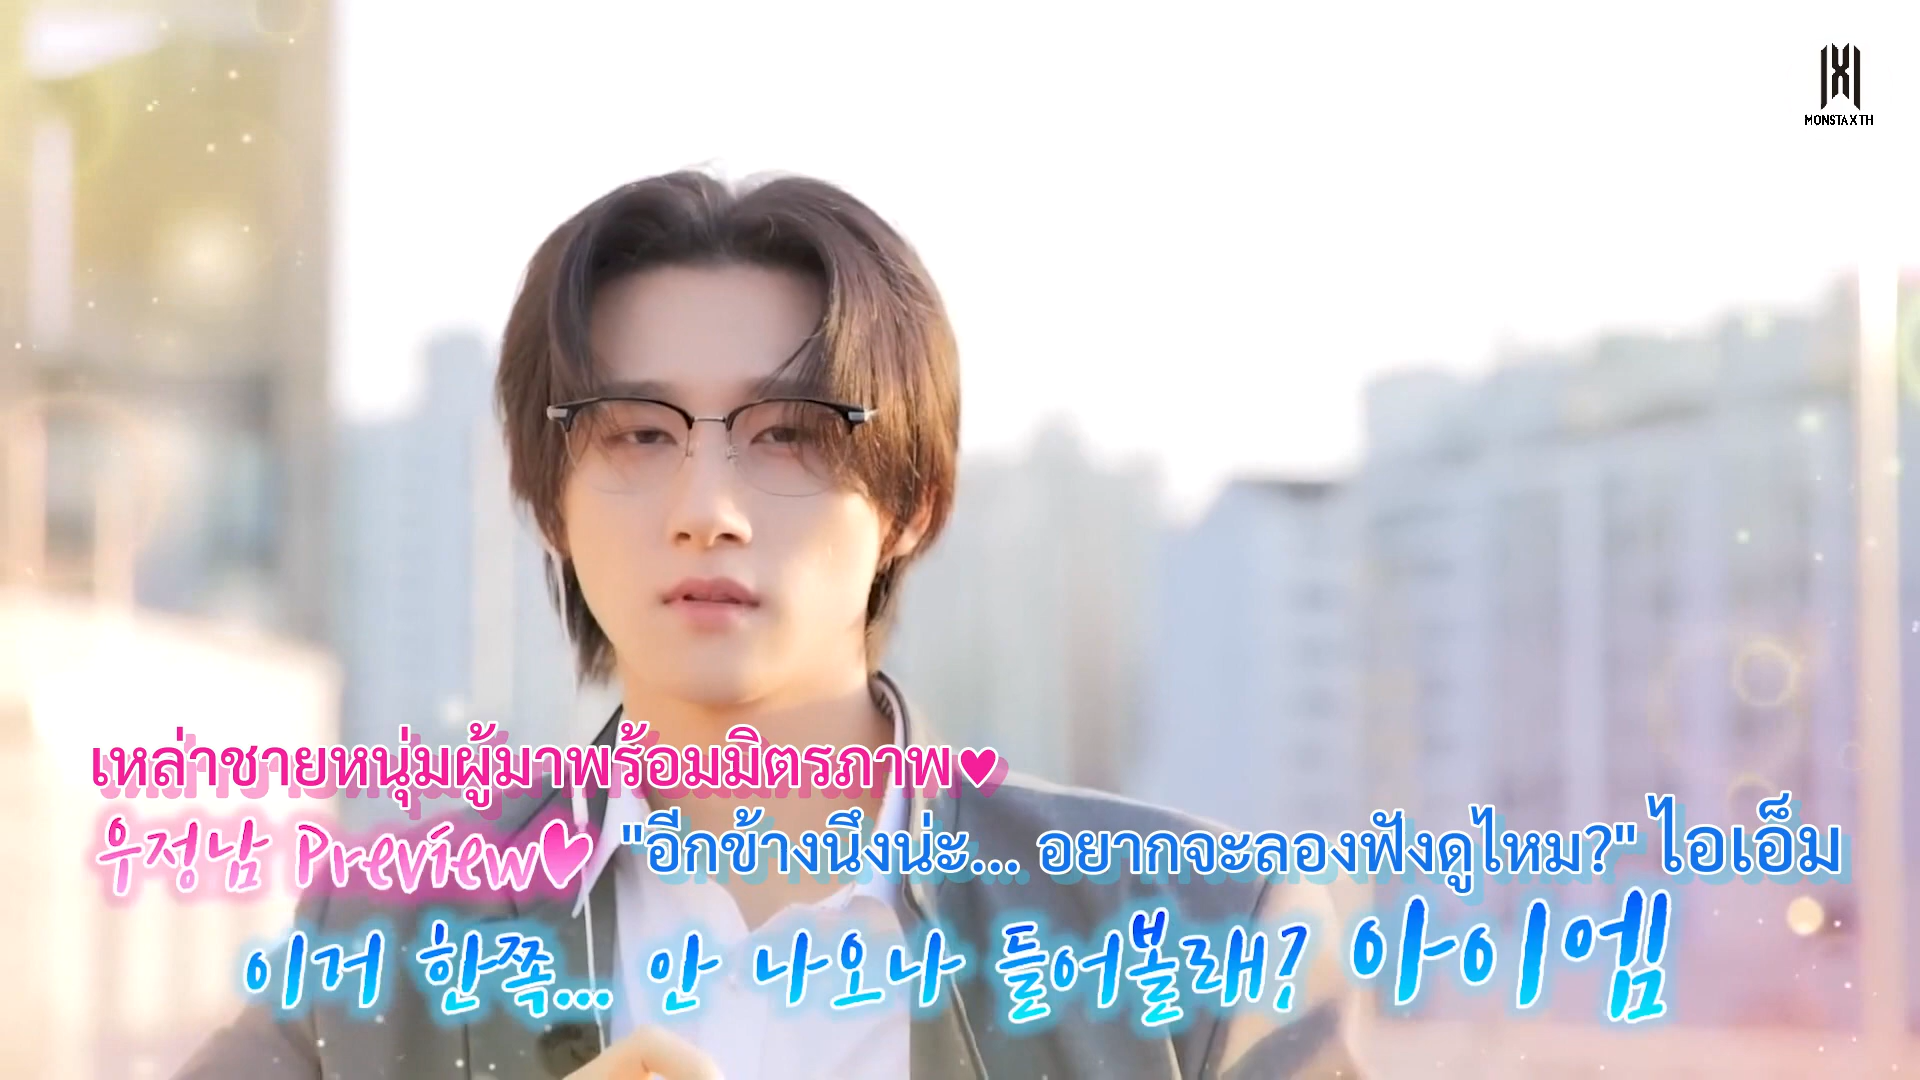 MONSTA X TH
เหล่าชายหนุ่มผู้มาพร้อมมิตรภาพ♥
우정남 Preview♥
"อีกข้างนึงน่ะ... อยากจะลองฟังดูไหม?" ไอเอ็ม
이거 한쪽... 안 나오나 들어볼래? 아이엠